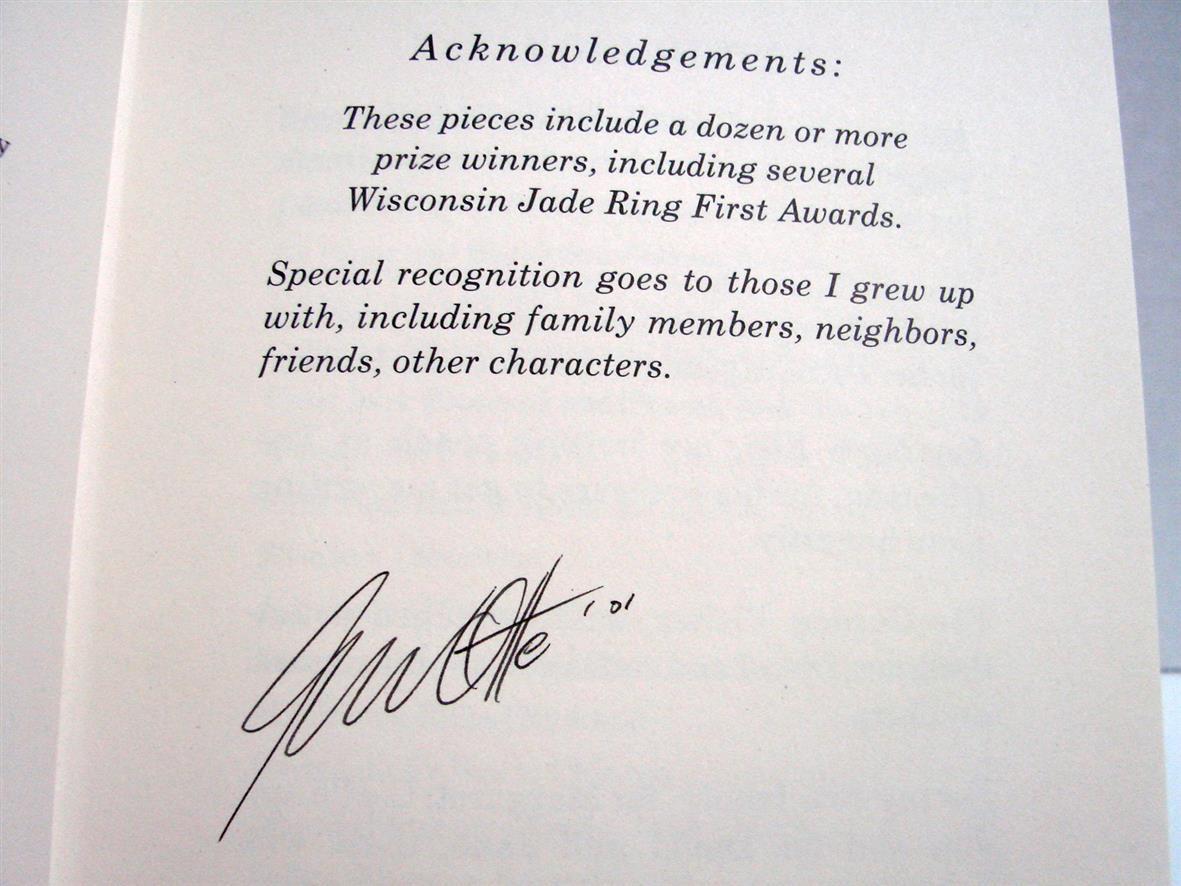 Acknowledgements:
These pieces include a dozen or more
prize winners, including several
Wisconsin Jade Ring First Awards.
Special recognition goes to those I grew up
with, including family members, neighbors,
friends, other characters.
'01